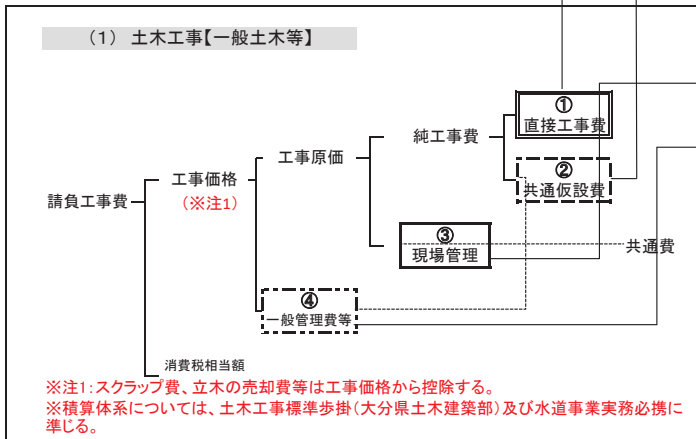 (1) 土木工事【一般土木等】
①
直接工事費
純工事費
②
共通仮設費
工事原価
工事価格
(※注1)
請負工事費
③
現場管理
共通費
④
一般管理費等
消費税相当額
※注1:スクラップ費、立木の売却費等は工事価格から控除する。
※積算体系については、土木工事標準歩掛(大分県土木建築部)及び水道事業実務必携に
準じる。